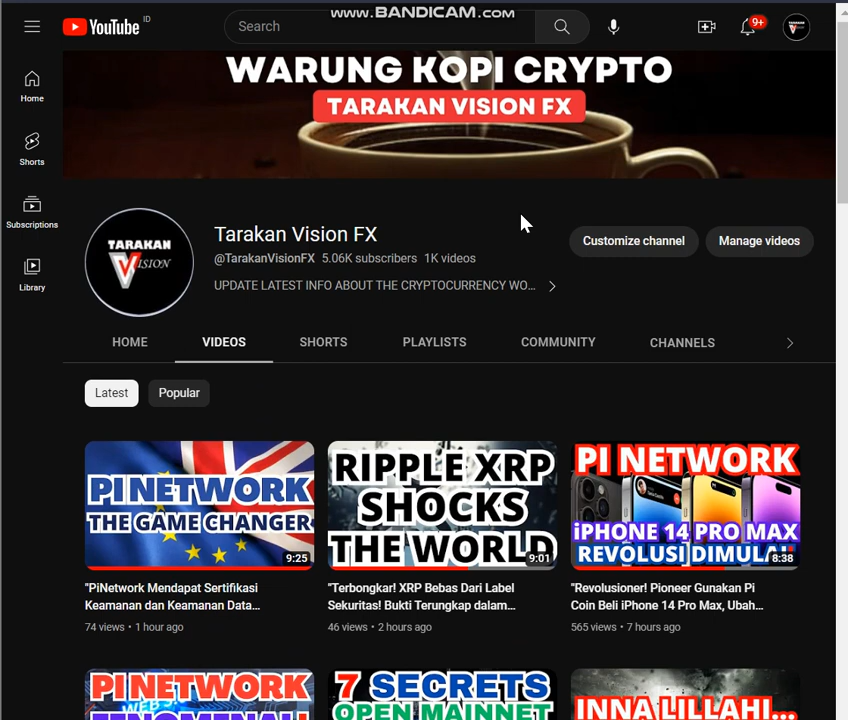 www.BANDICAM.com
YouTube ID
Search
9+
Home
Shorts
Subscriptions
Library
WARUNG KOPI CRYPTO
TARAKAN VISION FX
TARAKAN
VISION
Tarakan Vision FX
@TarakanVisionFX 5.06K subscribers 1K videos
UPDATE LATEST INFO ABOUT THE CRYPTOCURRENCY WO...
Customize channel
Manage videos
HOME VIDEOS SHORTS PLAYLISTS COMMUNITY CHANNELS
Latest Popular
PI NETWORK
THE GAME CHANGER
9:25
"PiNetwork Mendapat Sertifikasi
Keamanan dan Keamanan Data...
74 views • 1 hour ago
RIPPLE XRP
SHOCKS
THE WORLD
9:01
"Terbongkar! XRP Bebas Dari Label
Sekuritas! Bukti Terungkap dalam...
46 views • 2 hours ago
PI NETWORK
iPHONE 14 PRO MAX
REVOLUSI DIMULAI
8:38
"Revolusioner! Pioneer Gunakan Pi
Coin Beli iPhone 14 Pro Max, Ubah...
565 views • 7 hours ago
PI NETWORK
FENOMENAL!
7 SECRETS
OPEN MAINNET
INNA LILLAHI...